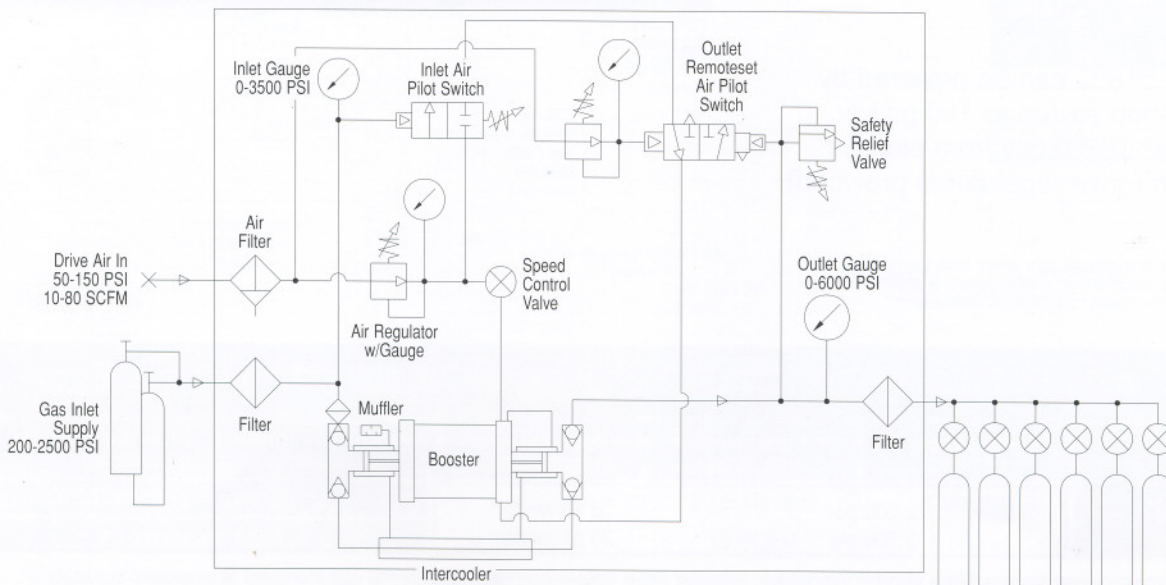 Inlet Gauge
0-3500 PSI
Inlet Air
Pilot Switch
Outlet
Remoteset
Air Pilot
Switch
Safety
Relief
Valve
Air
Filter
Drive Air In
50-150 PSI
10-80 SCFM
Speed
Control
Valve
Outlet Gauge
0-6000 PSI
Air Regulator
w/Gauge
Gas Inlet
Supply
200-2500 PSI
Filter
Muffler
Booster
Filter
Intercooler